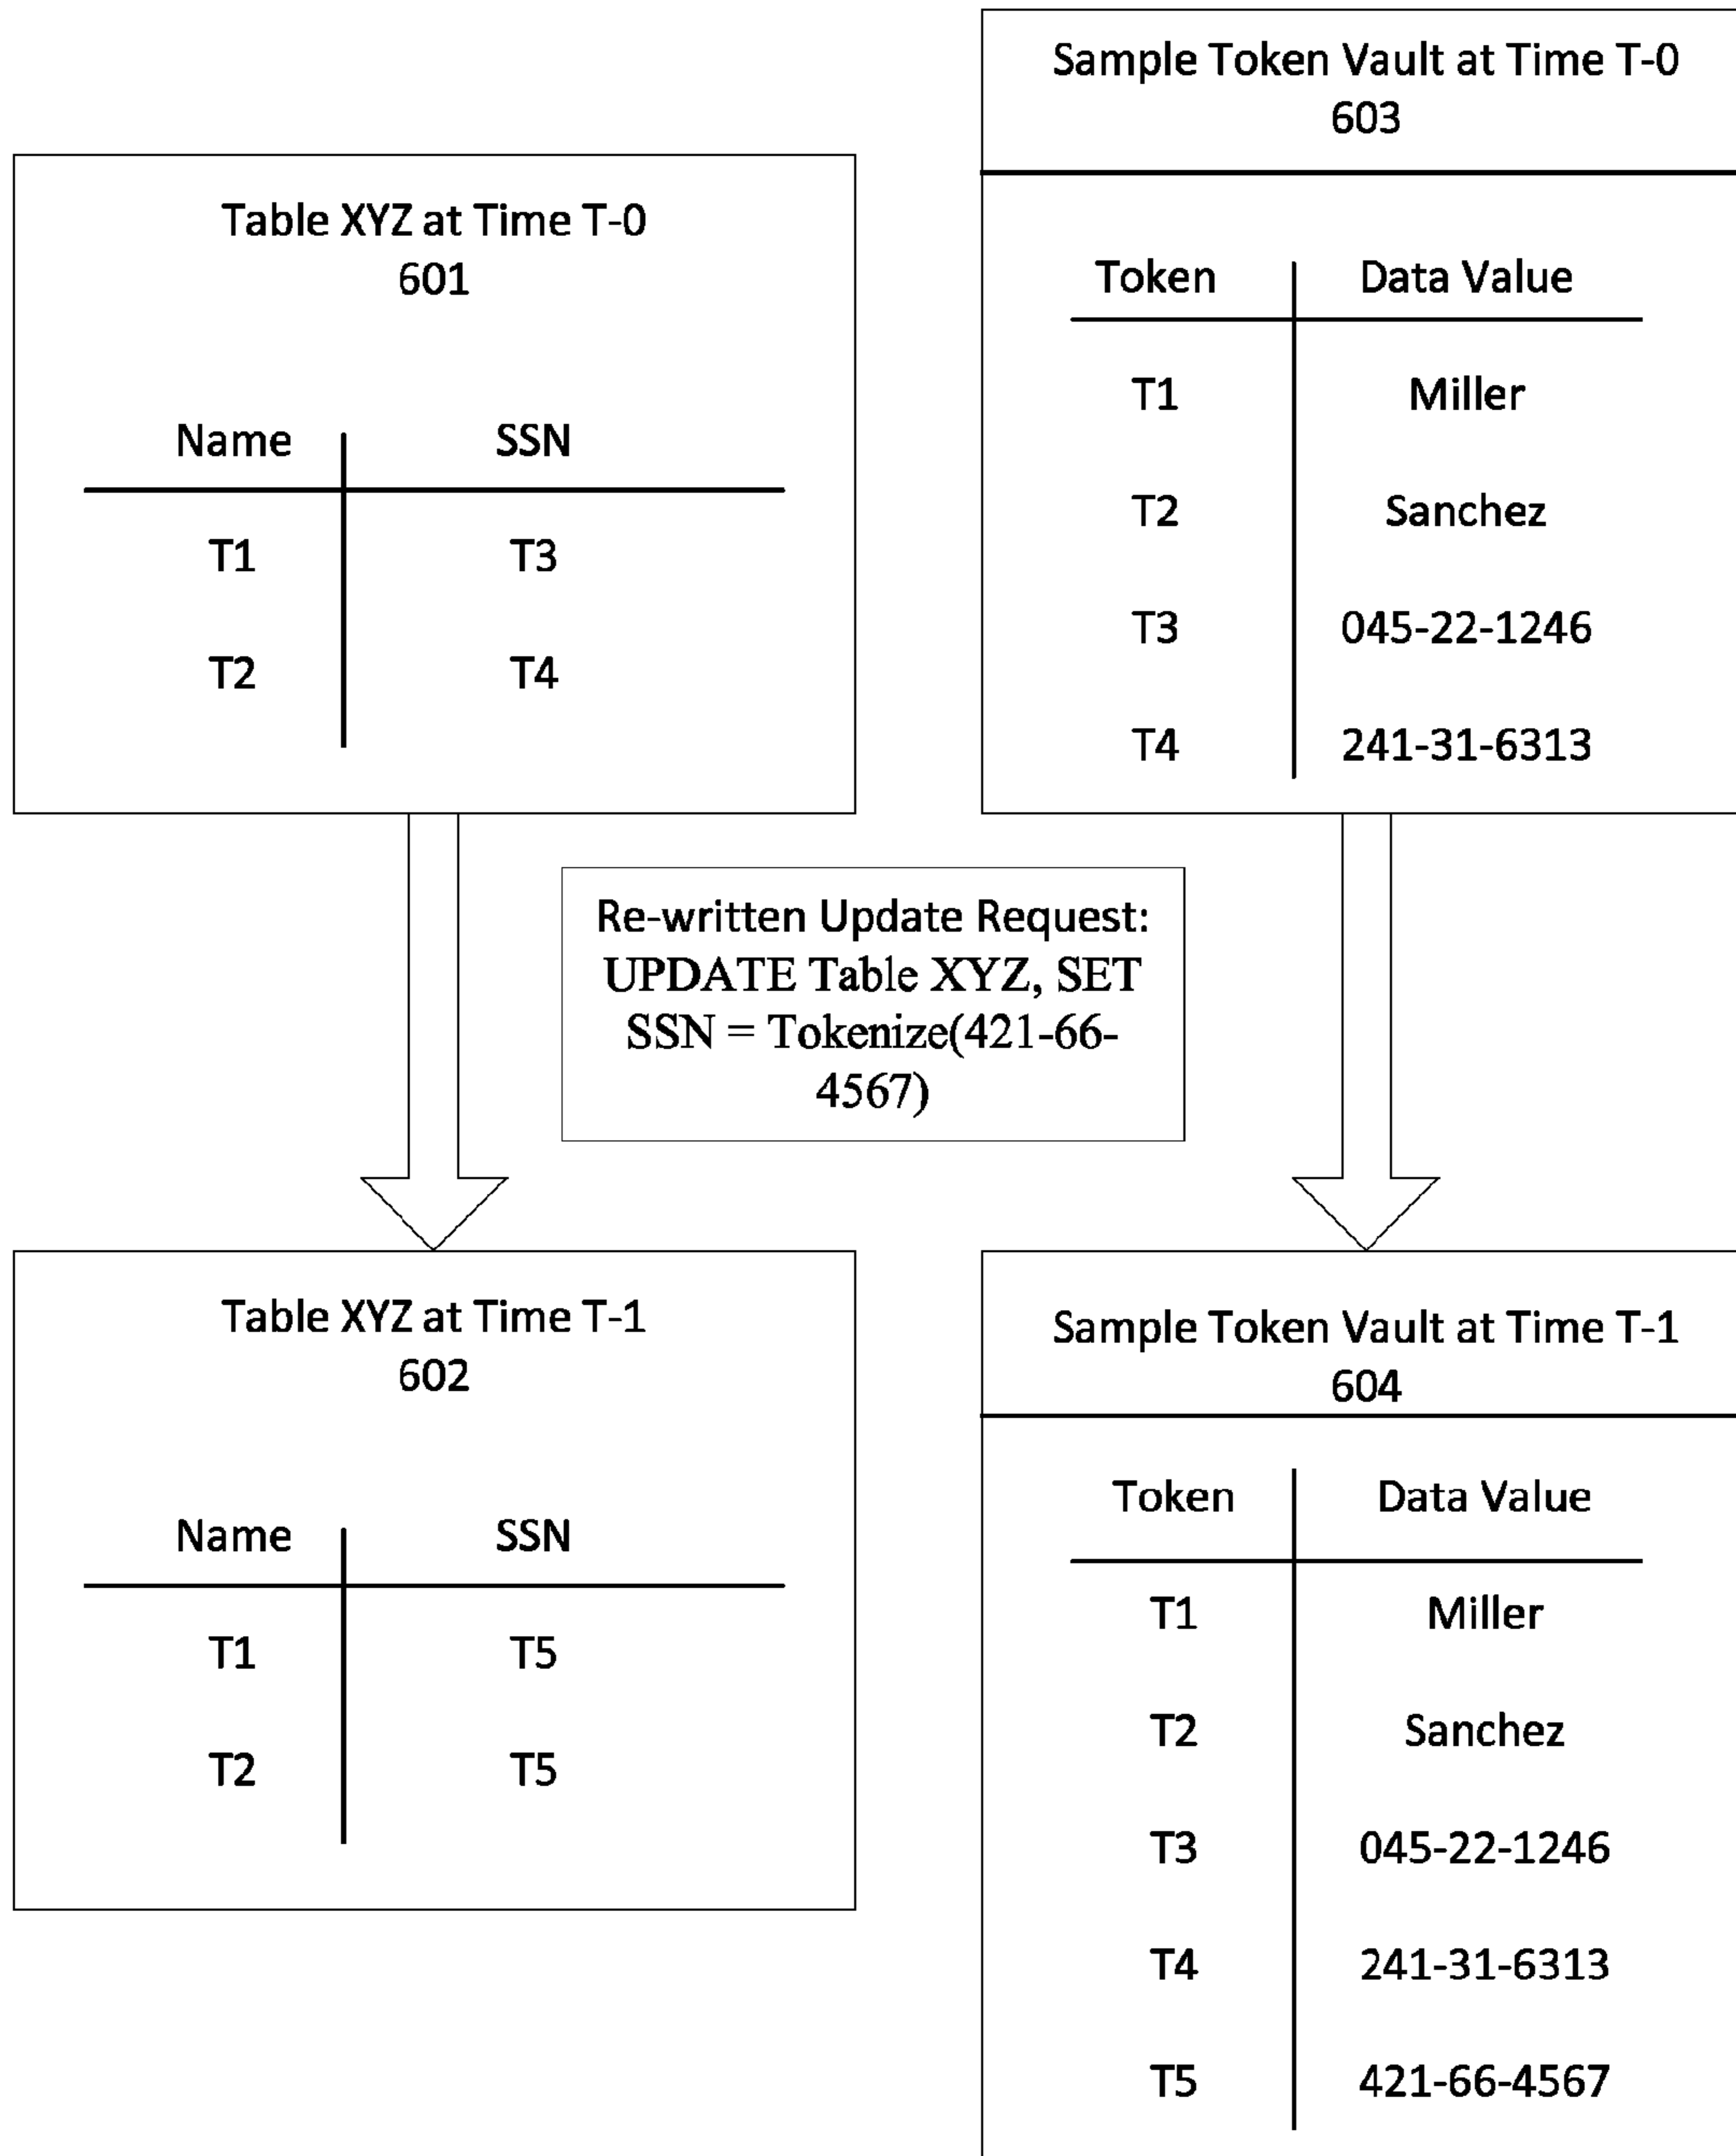 Sample Token Vault at Time T-0
603
Table XYZ at Time T-0
601
Token Data Value
T1 Miller
T2 Sanchez
T3 045-22-1246
T4 241-31-6313
Name SSN
T1 T3
T2 T4
Re-written Update Request:
UPDATE Table XYZ, SET
SSN = Tokenize(421-66-
4567)
Table XYZ at Time T-1
602
Name SSN
T1 T5
T2 T5
Sample Token Vault at Time T-1
604
Token Data Value
T1 Miller
T2 Sanchez
T3 045-22-1246
T4 241-31-6313
T5 421-66-4567